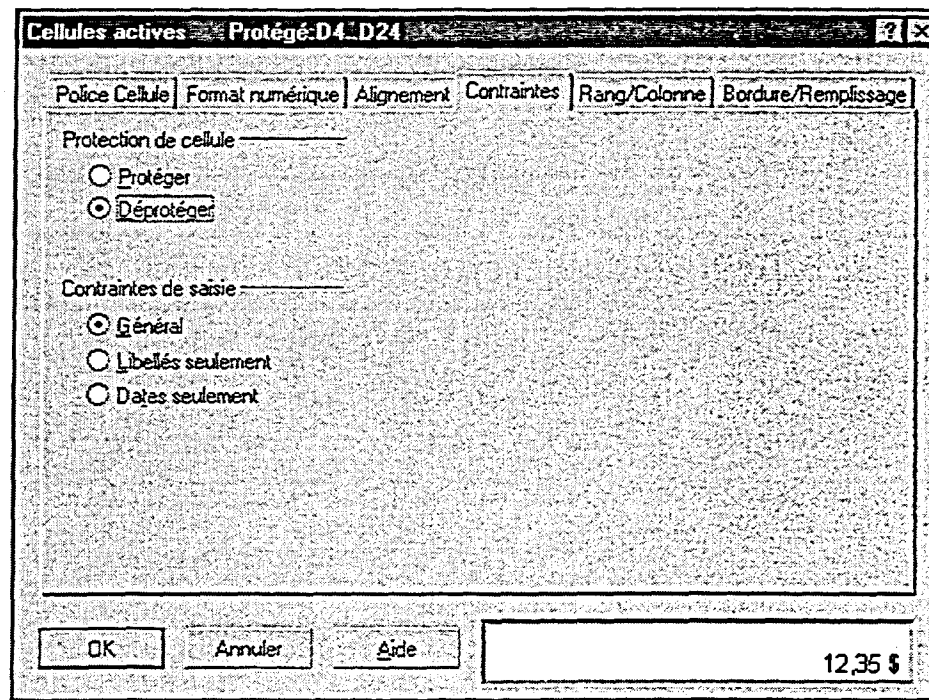 Cellules actives Protégé:D4..D24
Police Cellule Format numérique Alignement Contraintes Rang/Colonne Bordure/Remplissage
Protection de cellule
Protéger
Déprotéger
Contraintes de saisie
Général
Libellés seulement
Dates seulement
OK Annuler Aide 12,35 $